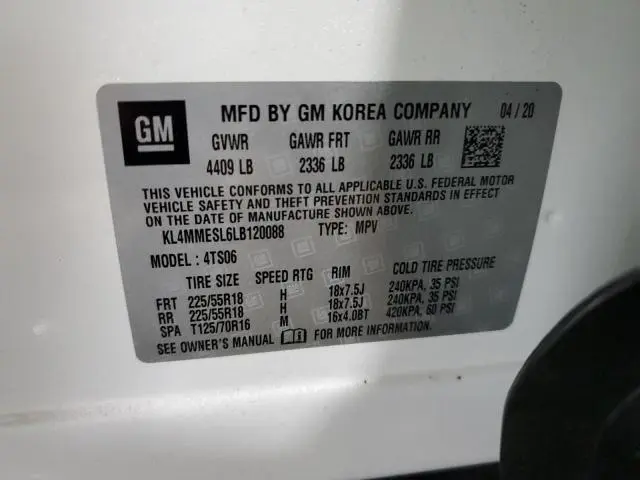 GM
MFD BY GM KOREA COMPANY 04 / 20
GVWR GAWR FRT GAWR RR
4409 LB 2336 LB 2336 LB
THIS VEHICLE CONFORMS TO ALL APPLICABLE U.S. FEDERAL MOTOR
VEHICLE SAFETY AND THEFT PREVENTION STANDARDS IN EFFECT
ON THE DATE OF MANUFACTURE SHOWN ABOVE.
KL4MMESL6LB120088 TYPE: MPV
MODEL: 4TS06
TIRE SIZE SPEED RTG RIM COLD TIRE PRESSURE
FRT 225/55R18 H 18x7.5J 240KPA, 35 PSI
RR 225/55R18 H 18x7.5J 240KPA, 35 PSI
SPA T125/70R16 M 16x4.0BT 420KPA, 60 PSI
SEE OWNER'S MANUAL FOR MORE INFORMATION.